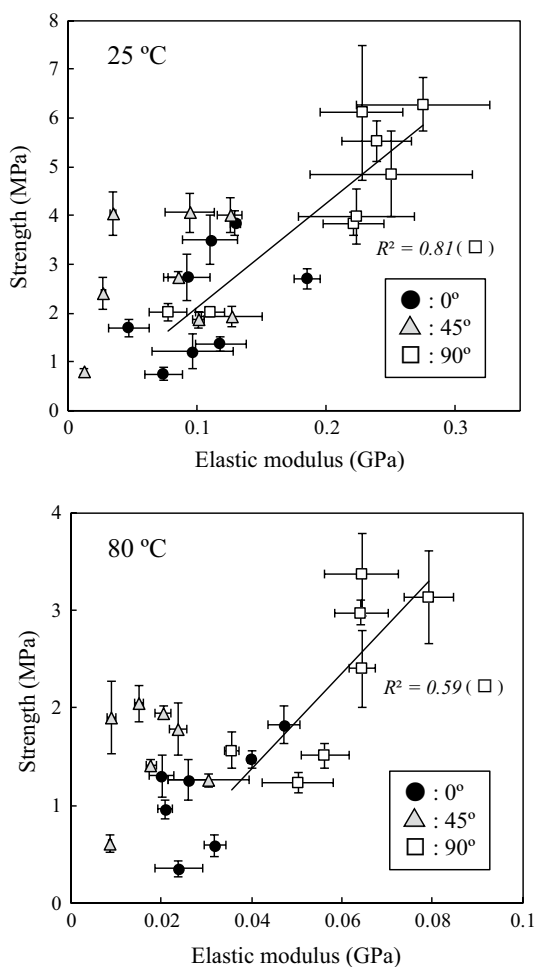 8
25 ºC
7
6
5
4
3
2
1
0
Strength (MPa)
R² = 0.81 ( □ )
● : 0º
△ : 45º
□ : 90º
0 0.1 0.2 0.3
Elastic modulus (GPa)
4
80 ºC
3
2
1
0
Strength (MPa)
R² = 0.59 ( □ )
● : 0º
△ : 45º
□ : 90º
0 0.02 0.04 0.06 0.08 0.1
Elastic modulus (GPa)